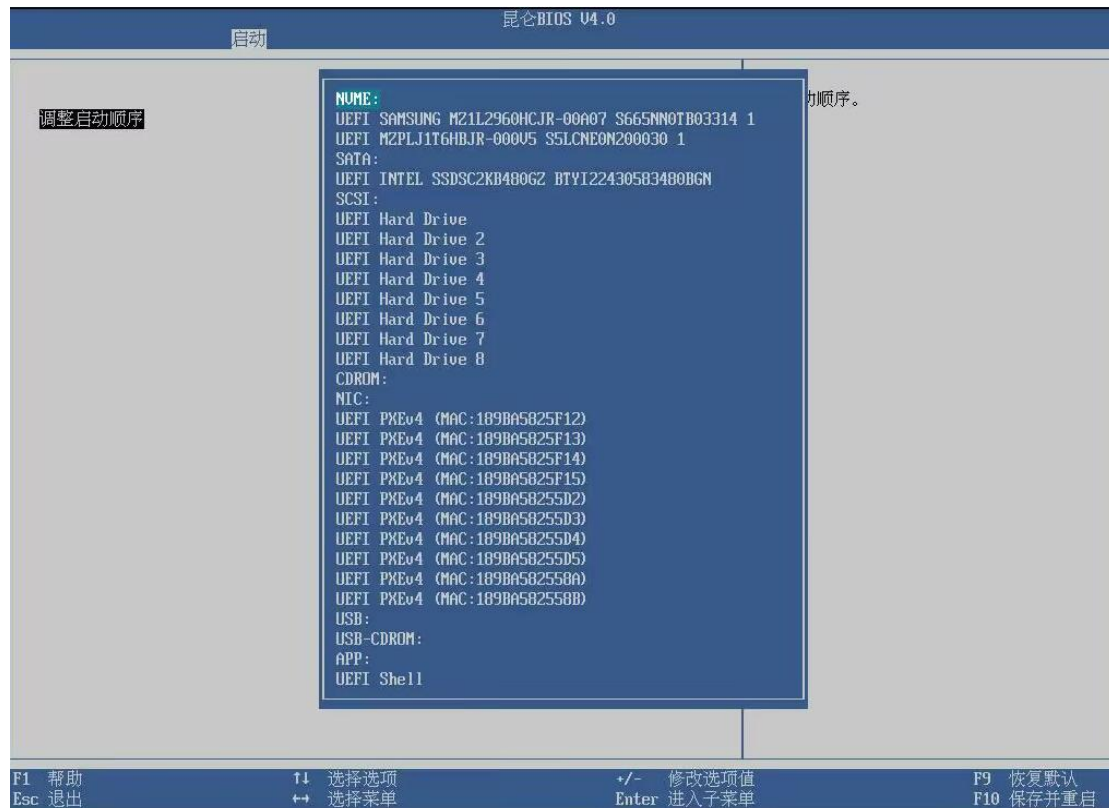 昆仑BIOS V4.0
启动
调整启动顺序
力顺序。
NVME:
UEFI SAMSUNG MZ1L2960HCJR-00A07 S665NN0TB03314 1
UEFI MZPLJ1T6HBJR-000V5 S5LCNE0N200030 1
SATA:
UEFI INTEL SSDSC2KB480GZ BTYI22430583480BGN
SCSI:
UEFI Hard Drive
UEFI Hard Drive 2
UEFI Hard Drive 3
UEFI Hard Drive 4
UEFI Hard Drive 5
UEFI Hard Drive 6
UEFI Hard Drive 7
UEFI Hard Drive 8
CDROM:
NIC:
UEFI PXEv4 (MAC:189BA5825F12)
UEFI PXEv4 (MAC:189BA5825F13)
UEFI PXEv4 (MAC:189BA5825F14)
UEFI PXEv4 (MAC:189BA5825F15)
UEFI PXEv4 (MAC:189BA58255D2)
UEFI PXEv4 (MAC:189BA58255D3)
UEFI PXEv4 (MAC:189BA58255D4)
UEFI PXEv4 (MAC:189BA58255D5)
UEFI PXEv4 (MAC:189BA582558A)
UEFI PXEv4 (MAC:189BA582558B)
USB:
USB-CDROM:
APP:
UEFI Shell
F1 帮助 ↑↓ 选择选项 +/- 修改选项值 F9 恢复默认
Esc 退出 ←→ 选择菜单 Enter 进入子菜单 F10 保存并重启